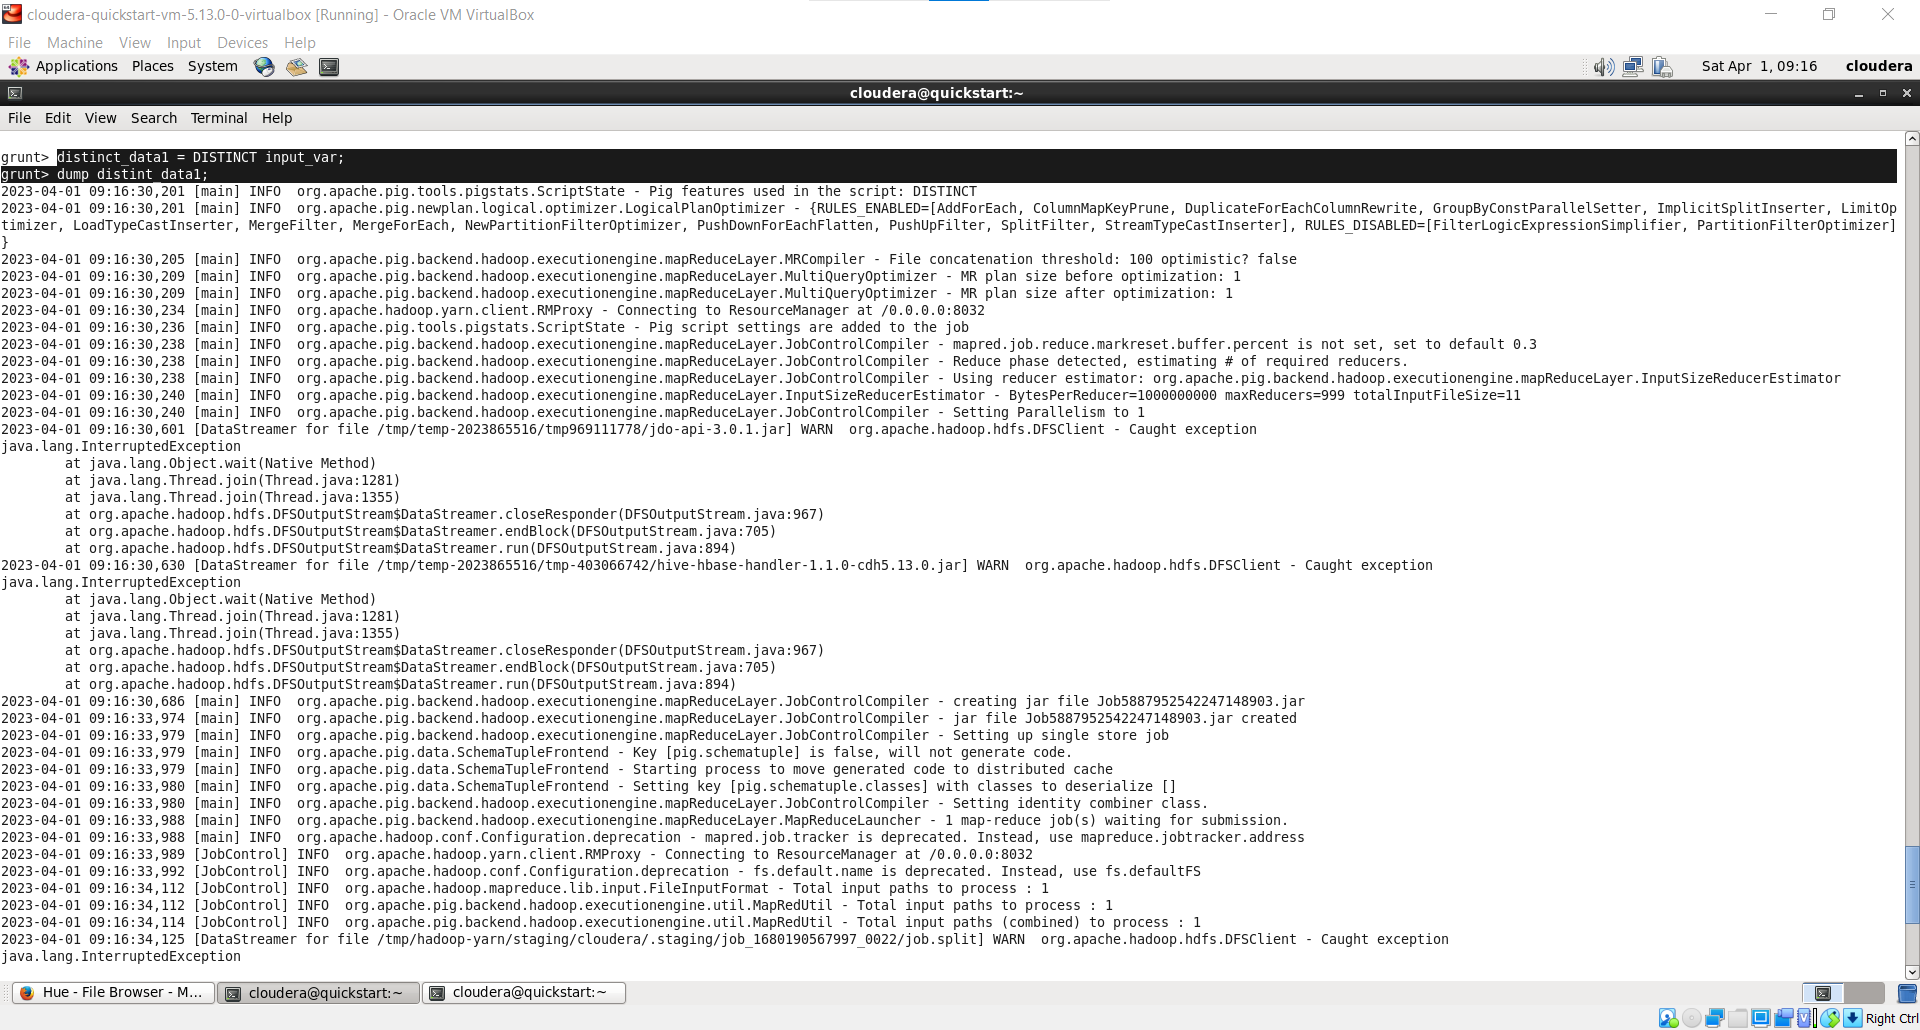 cloudera-quickstart-vm-5.13.0-0-virtualbox [Running] - Oracle VM VirtualBox
File Machine View Input Devices Help
Applications Places System
Sat Apr 1, 09:16 cloudera
cloudera@quickstart:~
File Edit View Search Terminal Help
grunt> distinct_data1 = DISTINCT input_var;
grunt> dump distint_data1;
2023-04-01 09:16:30,201 [main] INFO  org.apache.pig.tools.pigstats.ScriptState - Pig features used in the script: DISTINCT
2023-04-01 09:16:30,201 [main] INFO  org.apache.pig.newplan.logical.optimizer.LogicalPlanOptimizer - {RULES_ENABLED=[AddForEach, ColumnMapKeyPrune, DuplicateForEachColumnRewrite, GroupByConstParallelSetter, ImplicitSplitInserter, LimitOp
timizer, LoadTypeCastInserter, MergeFilter, MergeForEach, NewPartitionFilterOptimizer, PushDownForEachFlatten, PushUpFilter, SplitFilter, StreamTypeCastInserter], RULES_DISABLED=[FilterLogicExpressionSimplifier, PartitionFilterOptimizer]
}
2023-04-01 09:16:30,205 [main] INFO  org.apache.pig.backend.hadoop.executionengine.mapReduceLayer.MRCompiler - File concatenation threshold: 100 optimistic? false
2023-04-01 09:16:30,209 [main] INFO  org.apache.pig.backend.hadoop.executionengine.mapReduceLayer.MultiQueryOptimizer - MR plan size before optimization: 1
2023-04-01 09:16:30,209 [main] INFO  org.apache.pig.backend.hadoop.executionengine.mapReduceLayer.MultiQueryOptimizer - MR plan size after optimization: 1
2023-04-01 09:16:30,234 [main] INFO  org.apache.hadoop.yarn.client.RMProxy - Connecting to ResourceManager at /0.0.0.0:8032
2023-04-01 09:16:30,236 [main] INFO  org.apache.pig.tools.pigstats.ScriptState - Pig script settings are added to the job
2023-04-01 09:16:30,238 [main] INFO  org.apache.pig.backend.hadoop.executionengine.mapReduceLayer.JobControlCompiler - mapred.job.reduce.markreset.buffer.percent is not set, set to default 0.3
2023-04-01 09:16:30,238 [main] INFO  org.apache.pig.backend.hadoop.executionengine.mapReduceLayer.JobControlCompiler - Reduce phase detected, estimating # of required reducers.
2023-04-01 09:16:30,238 [main] INFO  org.apache.pig.backend.hadoop.executionengine.mapReduceLayer.JobControlCompiler - Using reducer estimator: org.apache.pig.backend.hadoop.executionengine.mapReduceLayer.InputSizeReducerEstimator
2023-04-01 09:16:30,240 [main] INFO  org.apache.pig.backend.hadoop.executionengine.mapReduceLayer.InputSizeReducerEstimator - BytesPerReducer=1000000000 maxReducers=999 totalInputFileSize=11
2023-04-01 09:16:30,240 [main] INFO  org.apache.pig.backend.hadoop.executionengine.mapReduceLayer.JobControlCompiler - Setting Parallelism to 1
2023-04-01 09:16:30,601 [DataStreamer for file /tmp/temp-2023865516/tmp969111778/jdo-api-3.0.1.jar] WARN  org.apache.hadoop.hdfs.DFSClient - Caught exception
java.lang.InterruptedException
at java.lang.Object.wait(Native Method)
at java.lang.Thread.join(Thread.java:1281)
at java.lang.Thread.join(Thread.java:1355)
at org.apache.hadoop.hdfs.DFSOutputStream$DataStreamer.closeResponder(DFSOutputStream.java:967)
at org.apache.hadoop.hdfs.DFSOutputStream$DataStreamer.endBlock(DFSOutputStream.java:705)
at org.apache.hadoop.hdfs.DFSOutputStream$DataStreamer.run(DFSOutputStream.java:894)
2023-04-01 09:16:30,630 [DataStreamer for file /tmp/temp-2023865516/tmp-403066742/hive-hbase-handler-1.1.0-cdh5.13.0.jar] WARN  org.apache.hadoop.hdfs.DFSClient - Caught exception
java.lang.InterruptedException
at java.lang.Object.wait(Native Method)
at java.lang.Thread.join(Thread.java:1281)
at java.lang.Thread.join(Thread.java:1355)
at org.apache.hadoop.hdfs.DFSOutputStream$DataStreamer.closeResponder(DFSOutputStream.java:967)
at org.apache.hadoop.hdfs.DFSOutputStream$DataStreamer.endBlock(DFSOutputStream.java:705)
at org.apache.hadoop.hdfs.DFSOutputStream$DataStreamer.run(DFSOutputStream.java:894)
2023-04-01 09:16:30,686 [main] INFO  org.apache.pig.backend.hadoop.executionengine.mapReduceLayer.JobControlCompiler - creating jar file Job5887952542247148903.jar
2023-04-01 09:16:33,974 [main] INFO  org.apache.pig.backend.hadoop.executionengine.mapReduceLayer.JobControlCompiler - jar file Job5887952542247148903.jar created
2023-04-01 09:16:33,979 [main] INFO  org.apache.pig.backend.hadoop.executionengine.mapReduceLayer.JobControlCompiler - Setting up single store job
2023-04-01 09:16:33,979 [main] INFO  org.apache.pig.data.SchemaTupleFrontend - Key [pig.schematuple] is false, will not generate code.
2023-04-01 09:16:33,979 [main] INFO  org.apache.pig.data.SchemaTupleFrontend - Starting process to move generated code to distributed cache
2023-04-01 09:16:33,980 [main] INFO  org.apache.pig.data.SchemaTupleFrontend - Setting key [pig.schematuple.classes] with classes to deserialize []
2023-04-01 09:16:33,980 [main] INFO  org.apache.pig.backend.hadoop.executionengine.mapReduceLayer.JobControlCompiler - Setting identity combiner class.
2023-04-01 09:16:33,988 [main] INFO  org.apache.pig.backend.hadoop.executionengine.mapReduceLayer.MapReduceLauncher - 1 map-reduce job(s) waiting for submission.
2023-04-01 09:16:33,988 [main] INFO  org.apache.hadoop.conf.Configuration.deprecation - mapred.job.tracker is deprecated. Instead, use mapreduce.jobtracker.address
2023-04-01 09:16:33,989 [JobControl] INFO  org.apache.hadoop.yarn.client.RMProxy - Connecting to ResourceManager at /0.0.0.0:8032
2023-04-01 09:16:33,992 [JobControl] INFO  org.apache.hadoop.conf.Configuration.deprecation - fs.default.name is deprecated. Instead, use fs.defaultFS
2023-04-01 09:16:34,112 [JobControl] INFO  org.apache.hadoop.mapreduce.lib.input.FileInputFormat - Total input paths to process : 1
2023-04-01 09:16:34,112 [JobControl] INFO  org.apache.pig.backend.hadoop.executionengine.util.MapRedUtil - Total input paths to process : 1
2023-04-01 09:16:34,114 [JobControl] INFO  org.apache.pig.backend.hadoop.executionengine.util.MapRedUtil - Total input paths (combined) to process : 1
2023-04-01 09:16:34,125 [DataStreamer for file /tmp/hadoop-yarn/staging/cloudera/.staging/job_1680190567997_0022/job.split] WARN  org.apache.hadoop.hdfs.DFSClient - Caught exception
java.lang.InterruptedException
Hue - File Browser - M... cloudera@quickstart:~ cloudera@quickstart:~
Right Ctrl